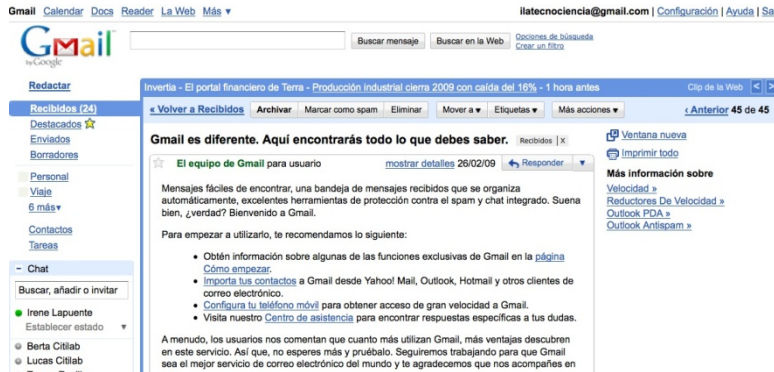 Gmail Calendar Docs Reader La Web Más ▾
ilatecnociencia@gmail.com | Configuración | Ayuda | Sa
Gmail
by Google
Buscar mensaje
Buscar en la Web
Opciones de búsqueda
Crear un filtro
Redactar
Recibidos (24)
Destacados
Enviados
Borradores
Personal
Viaje
6 más▾
Contactos
Tareas
− Chat
Buscar, añadir o invitar
Irene Lapuente
Establecer estado ▾
Berta Citilab
Lucas Citilab
Invertia - El portal financiero de Terra - Producción industrial cierra 2009 con caída del 16% - 1 hora antes
Clip de la Web < >
« Volver a Recibidos Archivar Marcar como spam Eliminar Mover a ▾ Etiquetas ▾ Más acciones ▾ ‹ Anterior 45 de 45
Gmail es diferente. Aquí encontrarás todo lo que debes saber. Recibidos | X
El equipo de Gmail para usuario mostrar detalles 26/02/09 Responder ▾
Mensajes fáciles de encontrar, una bandeja de mensajes recibidos que se organiza
automáticamente, excelentes herramientas de protección contra el spam y chat integrado. Suena
bien, ¿verdad? Bienvenido a Gmail.
Para empezar a utilizarlo, te recomendamos lo siguiente:
• Obtén información sobre algunas de las funciones exclusivas de Gmail en la página
Cómo empezar.
• Importa tus contactos a Gmail desde Yahoo! Mail, Outlook, Hotmail y otros clientes de
correo electrónico.
• Configura tu teléfono móvil para obtener acceso de gran velocidad a Gmail.
• Visita nuestro Centro de asistencia para encontrar respuestas específicas a tus dudas.
A menudo, los usuarios nos comentan que cuanto más utilizan Gmail, más ventajas descubren
en este servicio. Así que, no esperes más y pruébalo. Seguiremos trabajando para que Gmail
sea el mejor servicio de correo electrónico del mundo y te agradecemos que nos acompañes en
Ventana nueva
Imprimir todo
Más información sobre
Velocidad »
Reductores De Velocidad »
Outlook PDA »
Outlook Antispam »